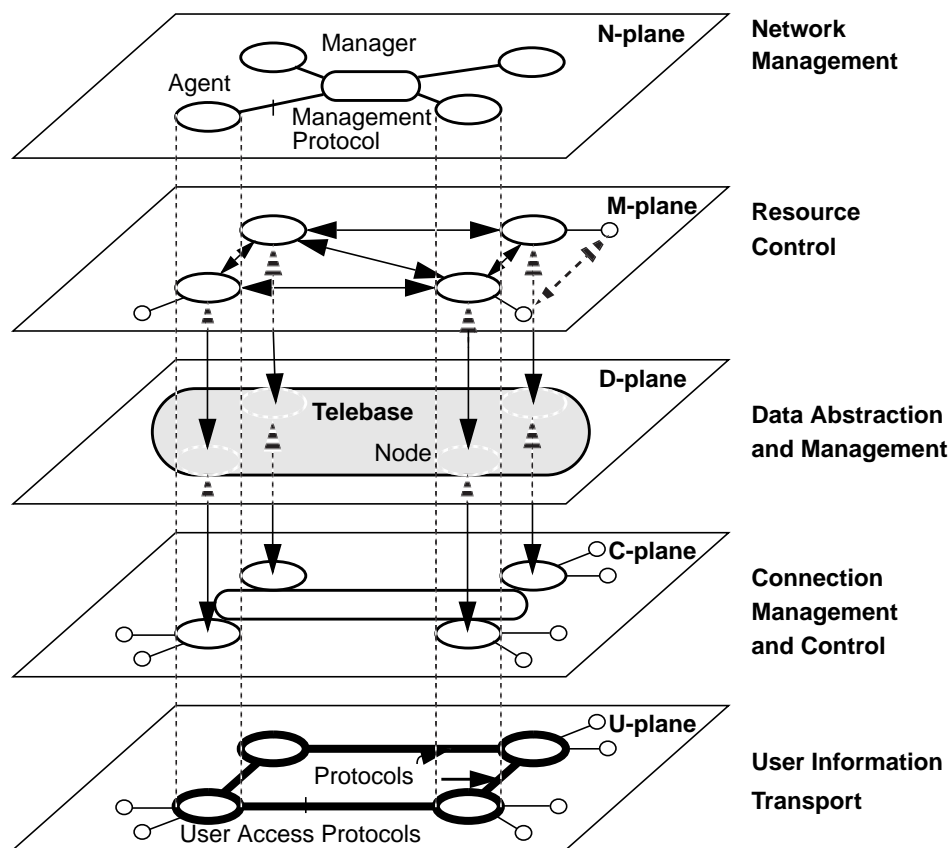 N-plane
Network
Management
Manager
Agent
Management
Protocol
M-plane
Resource
Control
D-plane
Telebase
Node
Data Abstraction
and Management
C-plane
Connection
Management
and Control
U-plane
Protocols
User Access Protocols
User Information
Transport